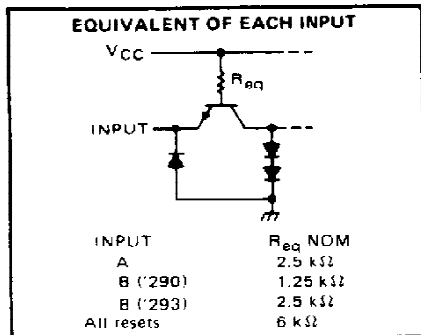 EQUIVALENT OF EACH INPUT
VCC
Req
INPUT
INPUT Req NOM
A 2.5 kΩ
B ('290) 1.25 kΩ
B ('293) 2.5 kΩ
All resets 6 kΩ